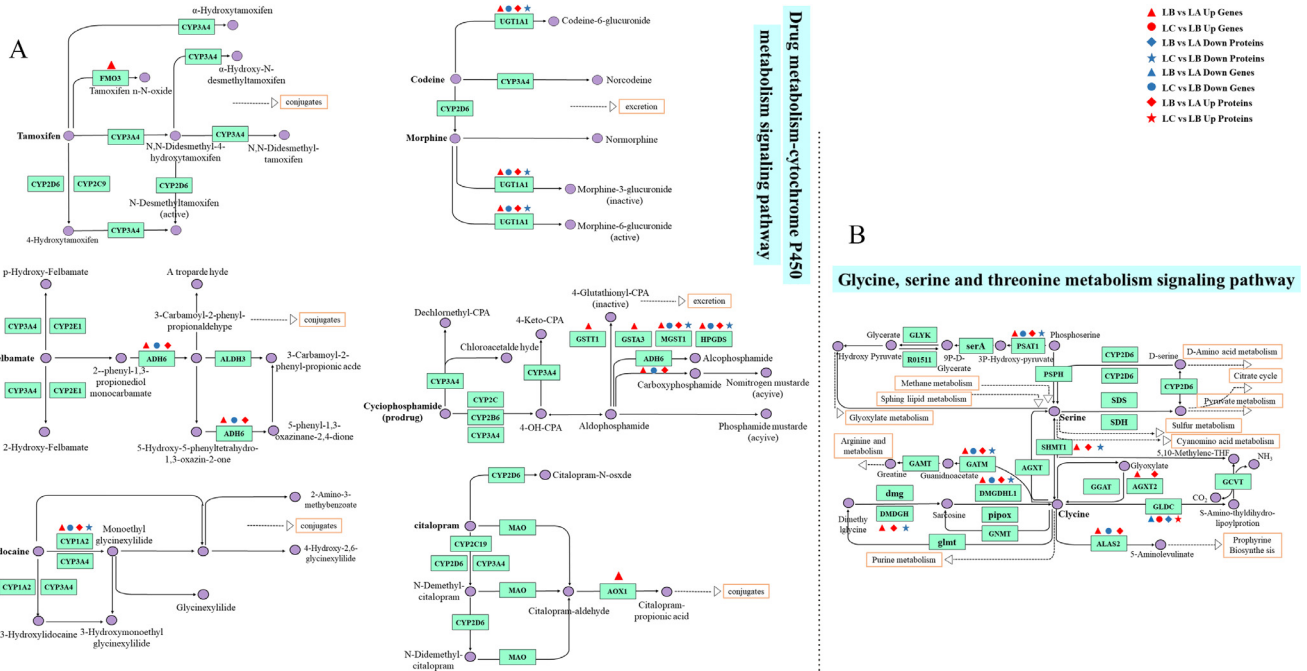 A
α-Hydroxytamoxifen
CYP3A4
CYP3A4
α-Hydroxy-N-
desmethyltamoxifen
FMO3
Tamoxifen n-N-oxide
conjugates
Tamoxifen
CYP3A4
CYP3A4
N,N-Didesmethyl-4-
hydroxytamoxifen
N,N-Didesmethyl-
tamoxifen
CYP2D6
CYP2C9
CYP2D6
N-Desmethyltamoxifen
(active)
4-Hydroxytamoxifen
CYP3A4
UGT1A1
Codeine-6-glucuronide
Codeine
CYP3A4
Norcodeine
CYP2D6
excretion
Morphine
Normorphine
UGT1A1
Morphine-3-glucuronide
(inactive)
UGT1A1
Morphine-6-glucuronide
(active)
Drug metabolism-cytochrome P450
metabolism signaling pathway
p-Hydroxy-Felbamate
CYP3A4
CYP2E1
elbamate
CYP3A4
CYP2E1
2-Hydroxy-Felbamate
A troparde hyde
3-Carbamoyl-2-phenyl-
propionaldehype
conjugates
ADH6
ALDH3
2--phenyl-1,3-
propionediol
monocarbamate
3-Carbamoyl-2-
phenyl-propionic acde
ADH6
5-Hydroxy-5-phenyltetrahydro-
1,3-oxazin-2-one
5-phenyl-1,3-
oxazinane-2,4-dione
Dechlornethyl-CPA
Chloroacetalde hyde
4-Keto-CPA
4-Glutathionyl-CPA
(inactive)
excretion
GSTT1
GSTA3
MGST1
HPGDS
ADH6
Alcophosphamide
Carboxyphosphamide
Nomitrogen mustarde
(acyive)
CYP3A4
CYP3A4
Cyciophosphamide
(prodrug)
CYP2C
CYP2B6
CYP3A4
4-OH-CPA
Aldophosphamide
Phosphamide mustarde
(acyive)
docaine
CYP1A2
CYP3A4
Monoethyl
glycinexylilide
2-Amino-3-
methybenzoate
conjugates
4-Hydroxy-2,6-
glycinexylilide
CYP1A2
CYP3A4
Glycinexylilide
3-Hydroxylidocaine
3-Hydroxymonoethyl
glycinexylilide
CYP2D6
Citalopram-N-osxde
citalopram
MAO
CYP2C19
CYP2D6
CYP3A4
N-Demethyl-
citalopram
MAO
Citalopram-aldehyde
AOX1
Citalopram-
propionic acid
conjugates
CYP2D6
N-Didemethyl-
citalopram
MAO
LB vs LA Up Genes
LC vs LB Up Genes
LB vs LA Down Proteins
LC vs LB Down Proteins
LB vs LA Down Genes
LC vs LB Down Genes
LB vs LA Up Proteins
LC vs LB Up Proteins
B
Glycine, serine and threonine metabolism signaling pathway
Glycerate
GLYK
Hydroxy Pyruvate
R01511
serA
9P-D-
Glycerate
PSAT1
3P-Hydroxy-pyruvate
Phosphoserine
PSPH
Methane metabolism
Sphing liipid metabolism
Glyoxylate metabolism
Serine
CYP2D6
CYP2D6
SDS
SDH
D-serine
CYP2D6
D-Amino acid metabolism
Citrate cycle
Pyrvate metabolism
Sulfur metabolism
Cyanomino acid metabolism
Arginine and
metabolism
Greatine
GAMT
Guanidnoacetate
GATM
AGXT
SHMT1
5,10-Methylenc-THF
NH3
CO2
GCVT
S-Amino-thyldihydro-
lipoylprotion
Glyoxylate
GGAT
AGXT2
GLDC
DMGDHL1
Clycine
dmg
DMDGH
Dimethy
lglycine
Sarcosine
pipox
GNMT
glmt
Purine metabolism
ALAS2
5-Aminolevulinate
Prophyrine
Biosynthe sis